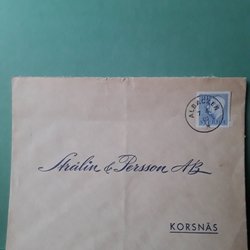 ALBACKEN
Strålin & Persson AB
KORSNÄS